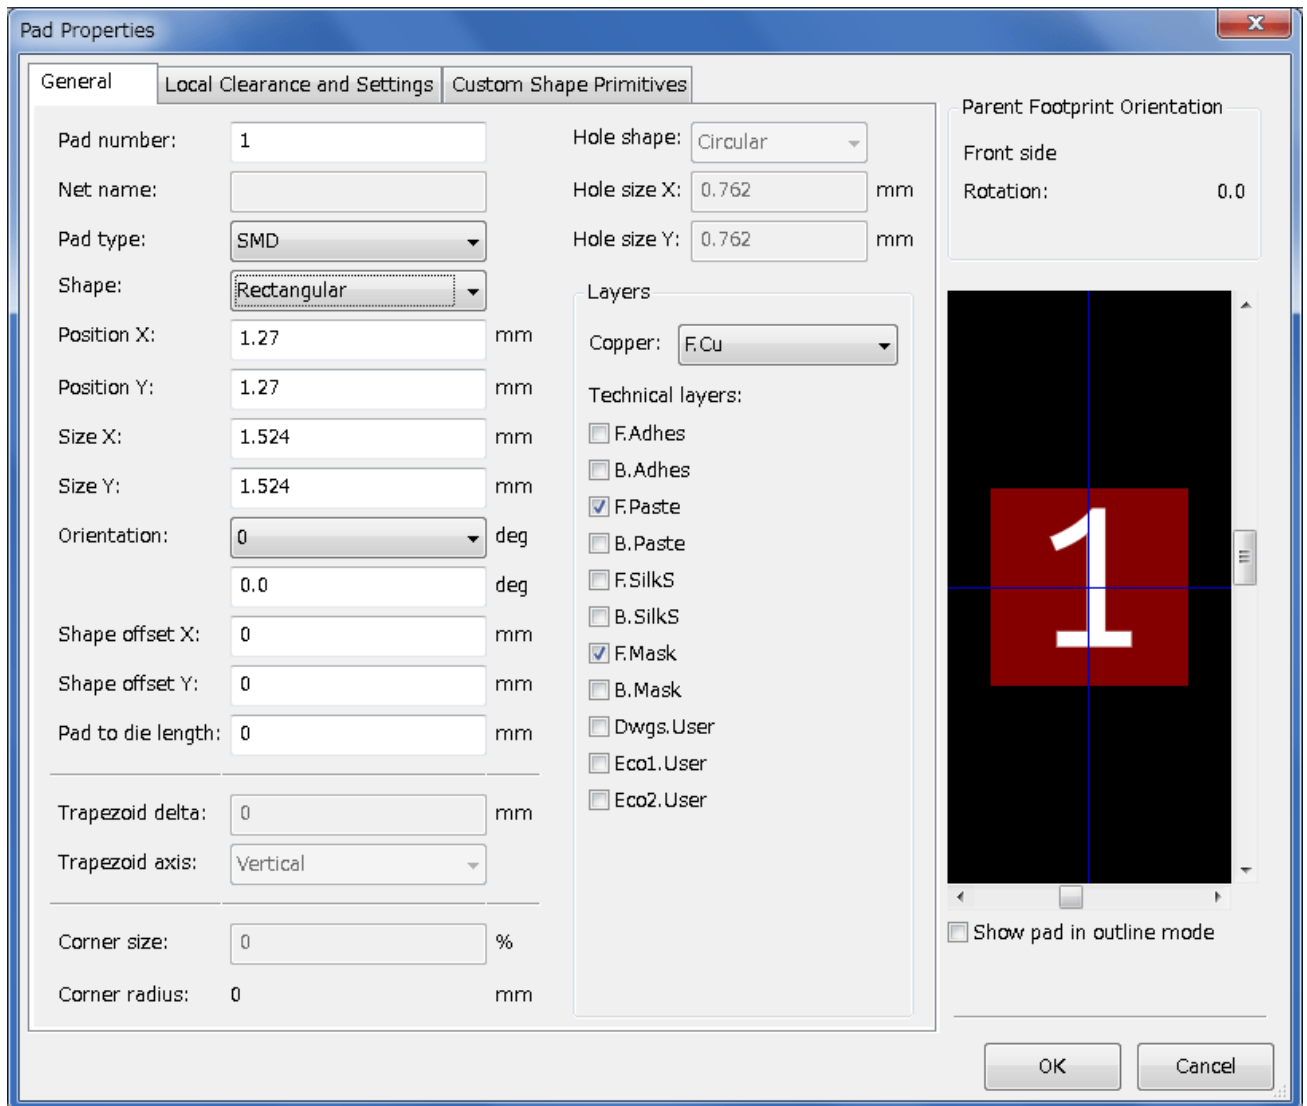 Pad Properties
General
Local Clearance and Settings
Custom Shape Primitives
Pad number: 1
Net name:
Pad type: SMD
Shape: Rectangular
Position X: 1.27 mm
Position Y: 1.27 mm
Size X: 1.524 mm
Size Y: 1.524 mm
Orientation: 0 deg
0.0 deg
Shape offset X: 0 mm
Shape offset Y: 0 mm
Pad to die length: 0 mm
Trapezoid delta: 0 mm
Trapezoid axis: Vertical
Corner size: 0 %
Corner radius: 0 mm
Hole shape: Circular
Hole size X: 0.762 mm
Hole size Y: 0.762 mm
Layers
Copper: F.Cu
Technical layers:
F.Adhes
B.Adhes
F.Paste
B.Paste
F.SilkS
B.SilkS
F.Mask
B.Mask
Dwgs.User
Eco1.User
Eco2.User
Parent Footprint Orientation
Front side
Rotation: 0.0
1
Show pad in outline mode
OK
Cancel